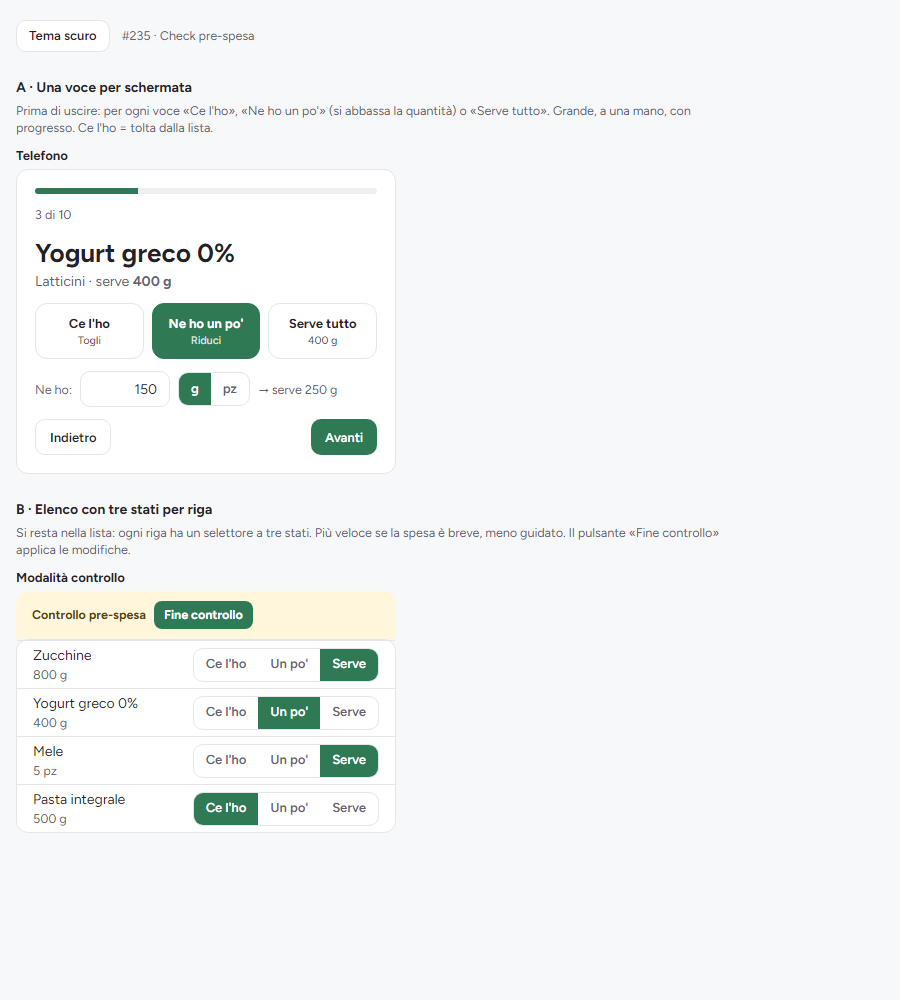 Tema scuro
#235 · Check pre-spesa
A · Una voce per schermata
Prima di uscire: per ogni voce «Ce l'ho», «Ne ho un po'» (si abbassa la quantità) o «Serve tutto». Grande, a una mano, con
progresso. Ce l'ho = tolta dalla lista.
Telefono
3 di 10
Yogurt greco 0%
Latticini · serve 400 g
Ce l'ho
Togli
Ne ho un po'
Riduci
Serve tutto
400 g
Ne ho:
150
g
pz
→ serve 250 g
Indietro
Avanti
B · Elenco con tre stati per riga
Si resta nella lista: ogni riga ha un selettore a tre stati. Più veloce se la spesa è breve, meno guidato. Il pulsante «Fine controllo»
applica le modifiche.
Modalità controllo
Controllo pre-spesa
Fine controllo
Zucchine
800 g
Ce l'ho
Un po'
Serve
Yogurt greco 0%
400 g
Ce l'ho
Un po'
Serve
Mele
5 pz
Ce l'ho
Un po'
Serve
Pasta integrale
500 g
Ce l'ho
Un po'
Serve